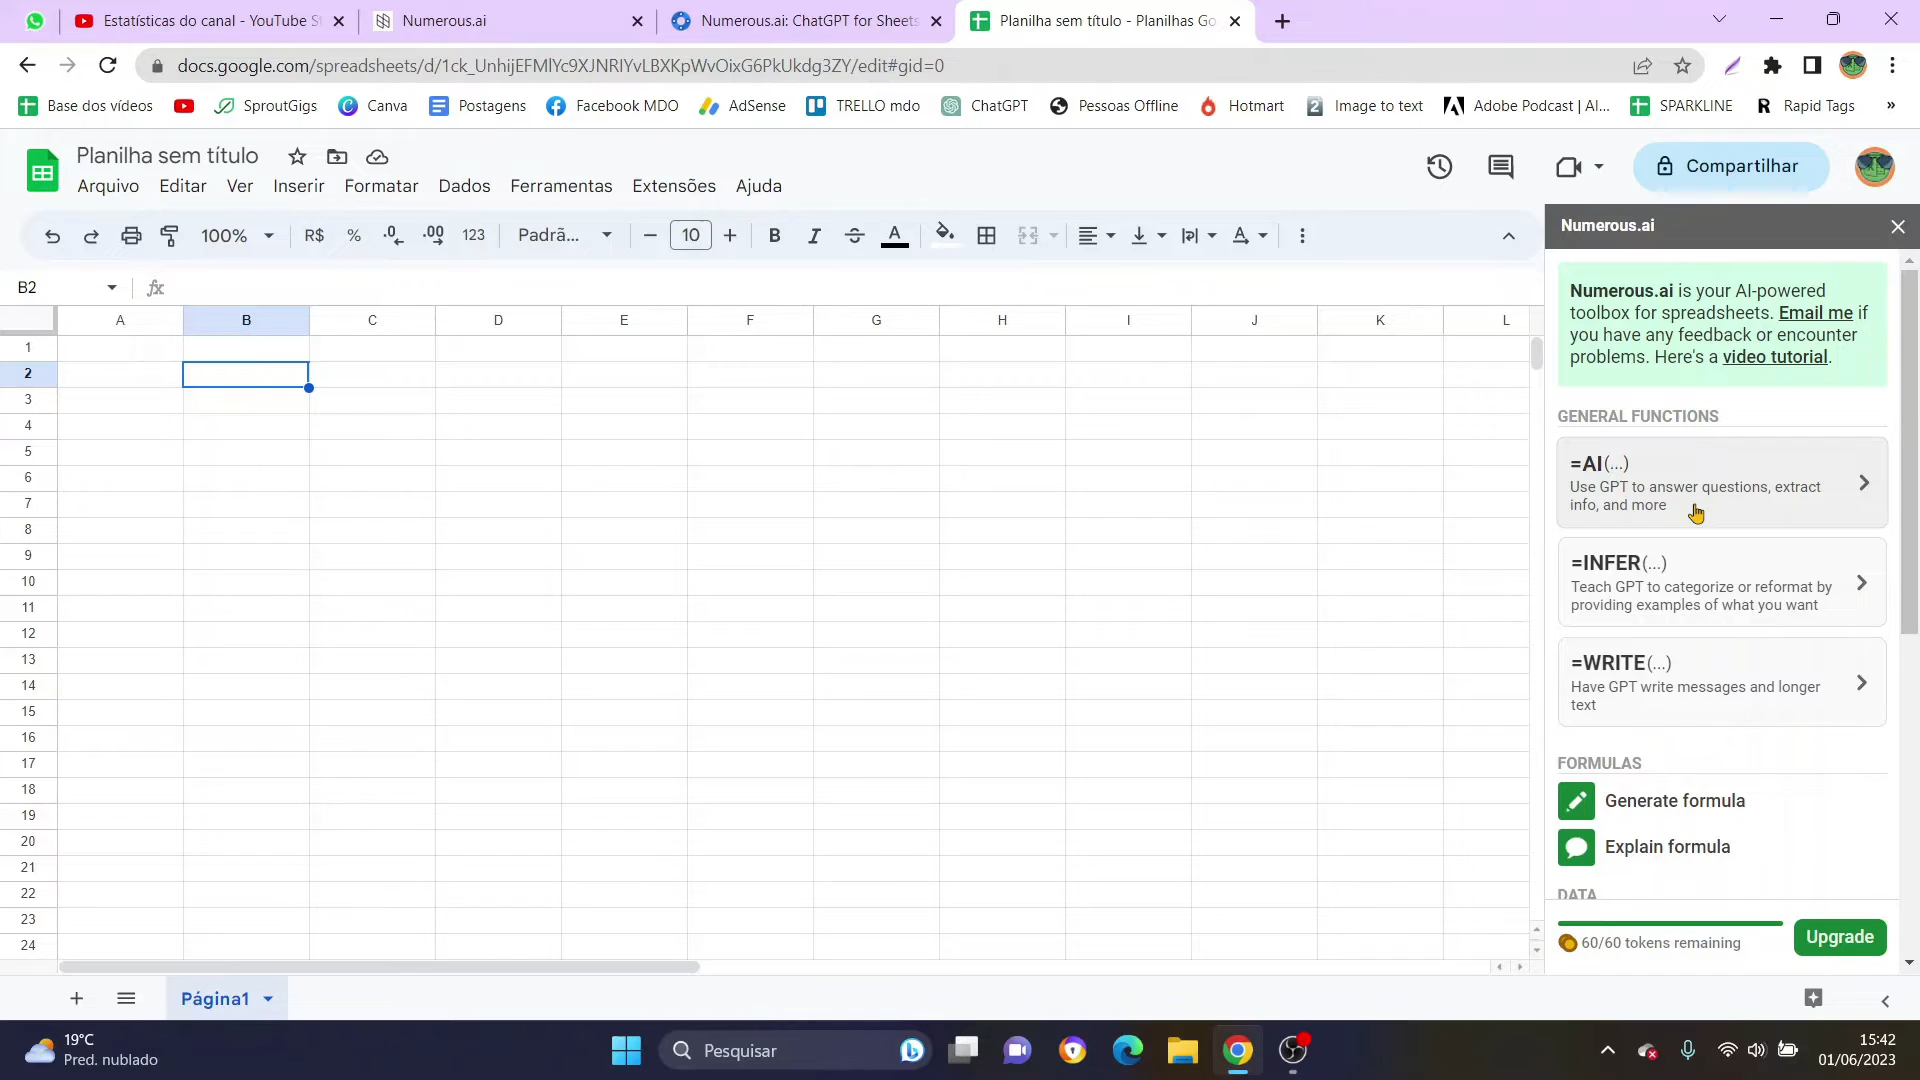 Estatísticas do canal - YouTube S
Numerous.ai
Numerous.ai: ChatGPT for Sheets
Planilha sem título - Planilhas Go
docs.google.com/spreadsheets/d/1ck_UnhijEFMlYc9XJNRIYvLBXKpWvOixG6PkUkdg3ZY/edit#gid=0
Base dos vídeos
SproutGigs
Canva
Postagens
Facebook MDO
AdSense
TRELLO mdo
ChatGPT
Pessoas Offline
Hotmart
Image to text
Adobe Podcast | AI...
SPARKLINE
Rapid Tags
»
Planilha sem título
Arquivo
Editar
Ver
Inserir
Formatar
Dados
Ferramentas
Extensões
Ajuda
Compartilhar
100%
R$
%
.0
.00
123
Padrã...
10
B
I
A
B2
fx
A
B
C
D
E
F
G
H
I
J
K
L
1
2
3
4
5
6
7
8
9
10
11
12
13
14
15
16
17
18
19
20
21
22
23
24
Numerous.ai
Numerous.ai is your AI-powered
toolbox for spreadsheets. Email me if
you have any feedback or encounter
problems. Here's a video tutorial.
GENERAL FUNCTIONS
=AI(...)
Use GPT to answer questions, extract
info, and more
=INFER(...)
Teach GPT to categorize or reformat by
providing examples of what you want
=WRITE(...)
Have GPT write messages and longer
text
FORMULAS
Generate formula
Explain formula
DATA
60/60 tokens remaining
Upgrade
Página1
19°C
Pred. nublado
Pesquisar
15:42
01/06/2023